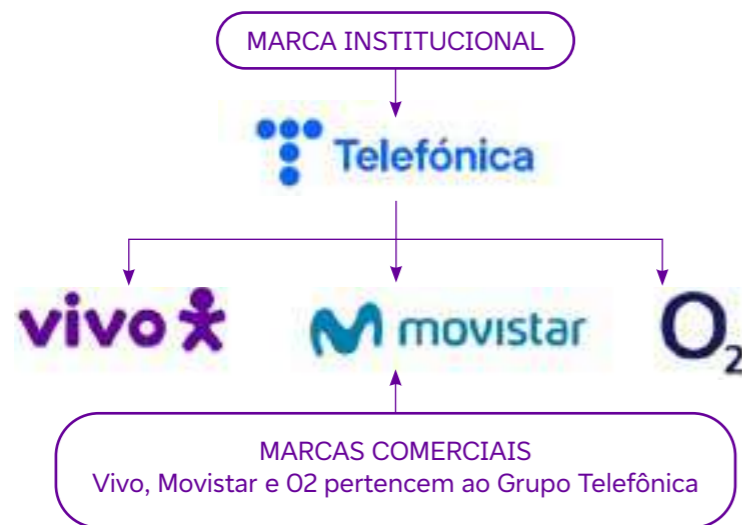 MARCA INSTITUCIONAL
Telefónica
vivo
movistar
O2
MARCAS COMERCIAIS
Vivo, Movistar e O2 pertencem ao Grupo Telefônica